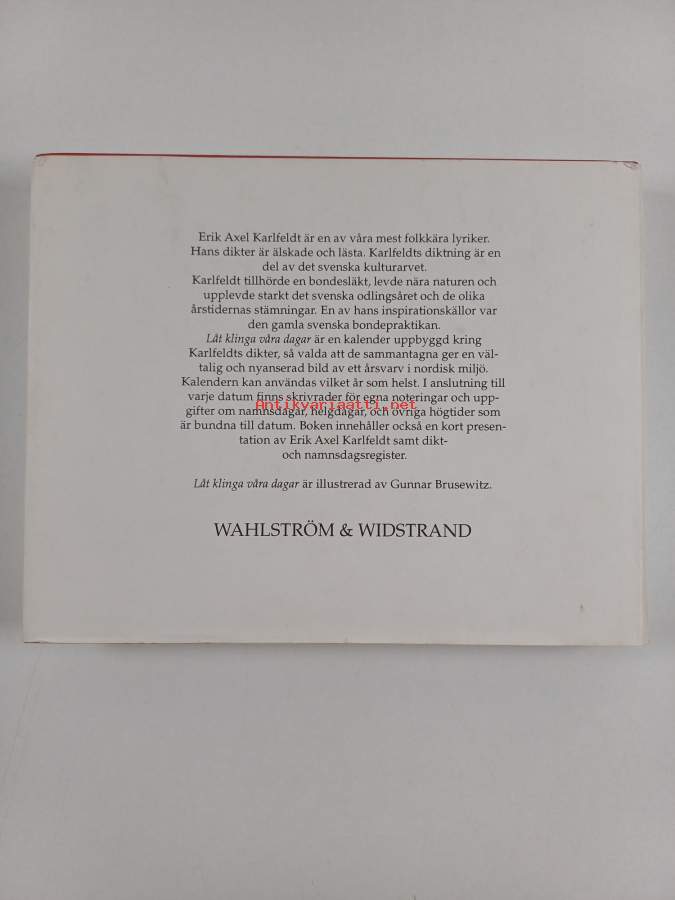 Erik Axel Karlfeldt är en av våra mest folkkära lyriker.
Hans dikter är älskade och lästa. Karlfeldts diktning är en
del av det svenska kulturarvet.
Karlfeldt tillhörde en bondesläkt, levde nära naturen och
upplevde starkt det svenska odlingsåret och de olika
årstidernas stämningar. En av hans inspirationskällor var
den gamla svenska bondepraktikan.
Låt klinga våra dagar är en kalender uppbyggd kring
Karlfeldts dikter, så valda att de sammantagna ger en väl-
talig och nyanserad bild av ett årsvarv i nordisk miljö.
Kalendern kan användas vilket år som helst. I anslutning till
varje datum finns skrivrader för egna noteringar och upp-
Antikvariaatti.net
gifter om namnsdagar, helgdagar, och övriga högtider som
är bundna till datum. Boken innehåller också en kort presen-
tation av Erik Axel Karlfeldt samt dikt-
och namnsdagsregister.
Låt klinga våra dagar är illustrerad av Gunnar Brusewitz.
WAHLSTRÖM & WIDSTRAND